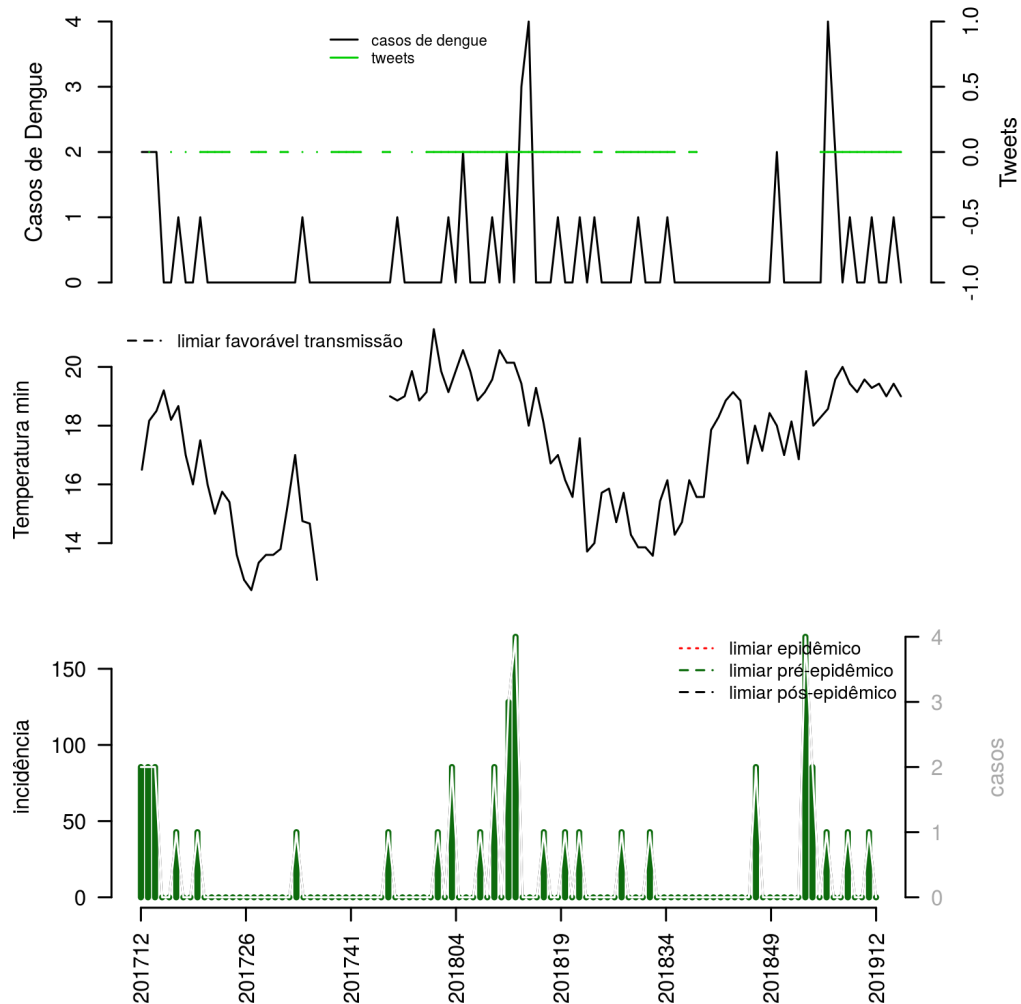 casos de dengue
tweets
Casos de Dengue
0
1
2
3
4
Tweets
-1.0
-0.5
0.0
0.5
1.0
limiar favorável transmissão
Temperatura min
14
16
18
20
limiar epidêmico
limiar pré-epidêmico
limiar pós-epidêmico
incidência
0
50
100
150
casos
0
1
2
3
4
201712
201726
201741
201804
201819
201834
201849
201912